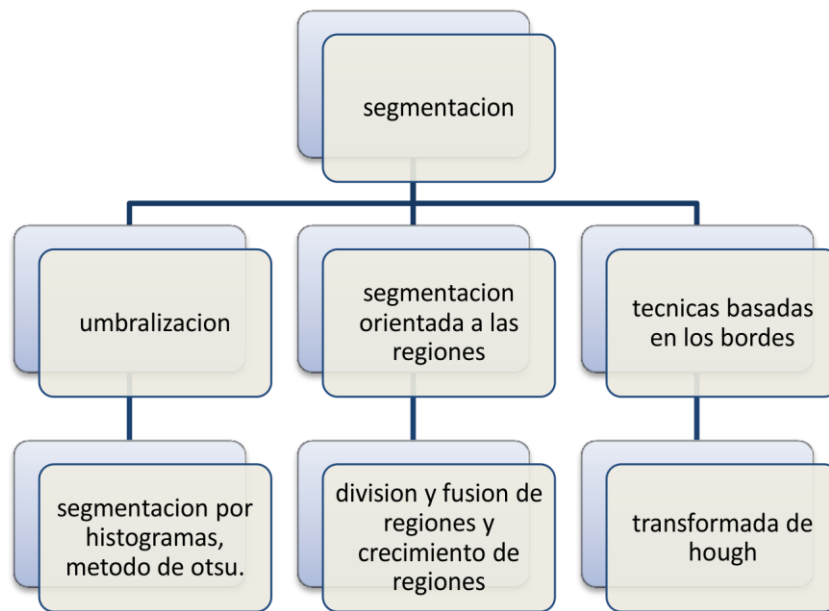 segmentacion
umbralizacion
segmentacion
orientada a las
regiones
tecnicas basadas
en los bordes
segmentacion por
histogramas,
metodo de otsu.
division y fusion de
regiones y
crecimiento de
regiones
transformada de
hough